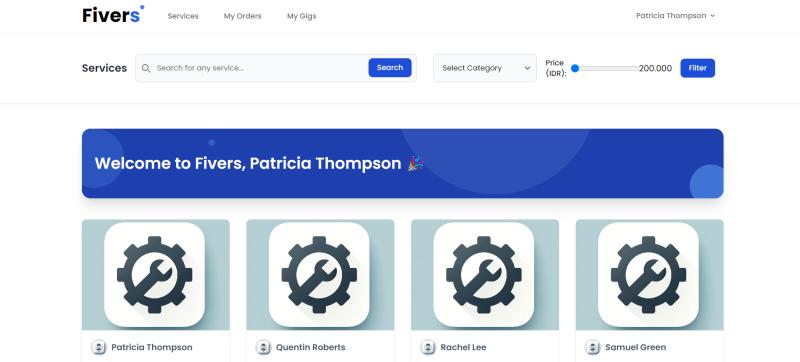 Fivers Services My Orders My Gigs Patricia Thompson
Services Search for any service... Search Select Category Price (IDR): 200.000 Filter
Welcome to Fivers, Patricia Thompson 🎉
Patricia Thompson Quentin Roberts Rachel Lee Samuel Green